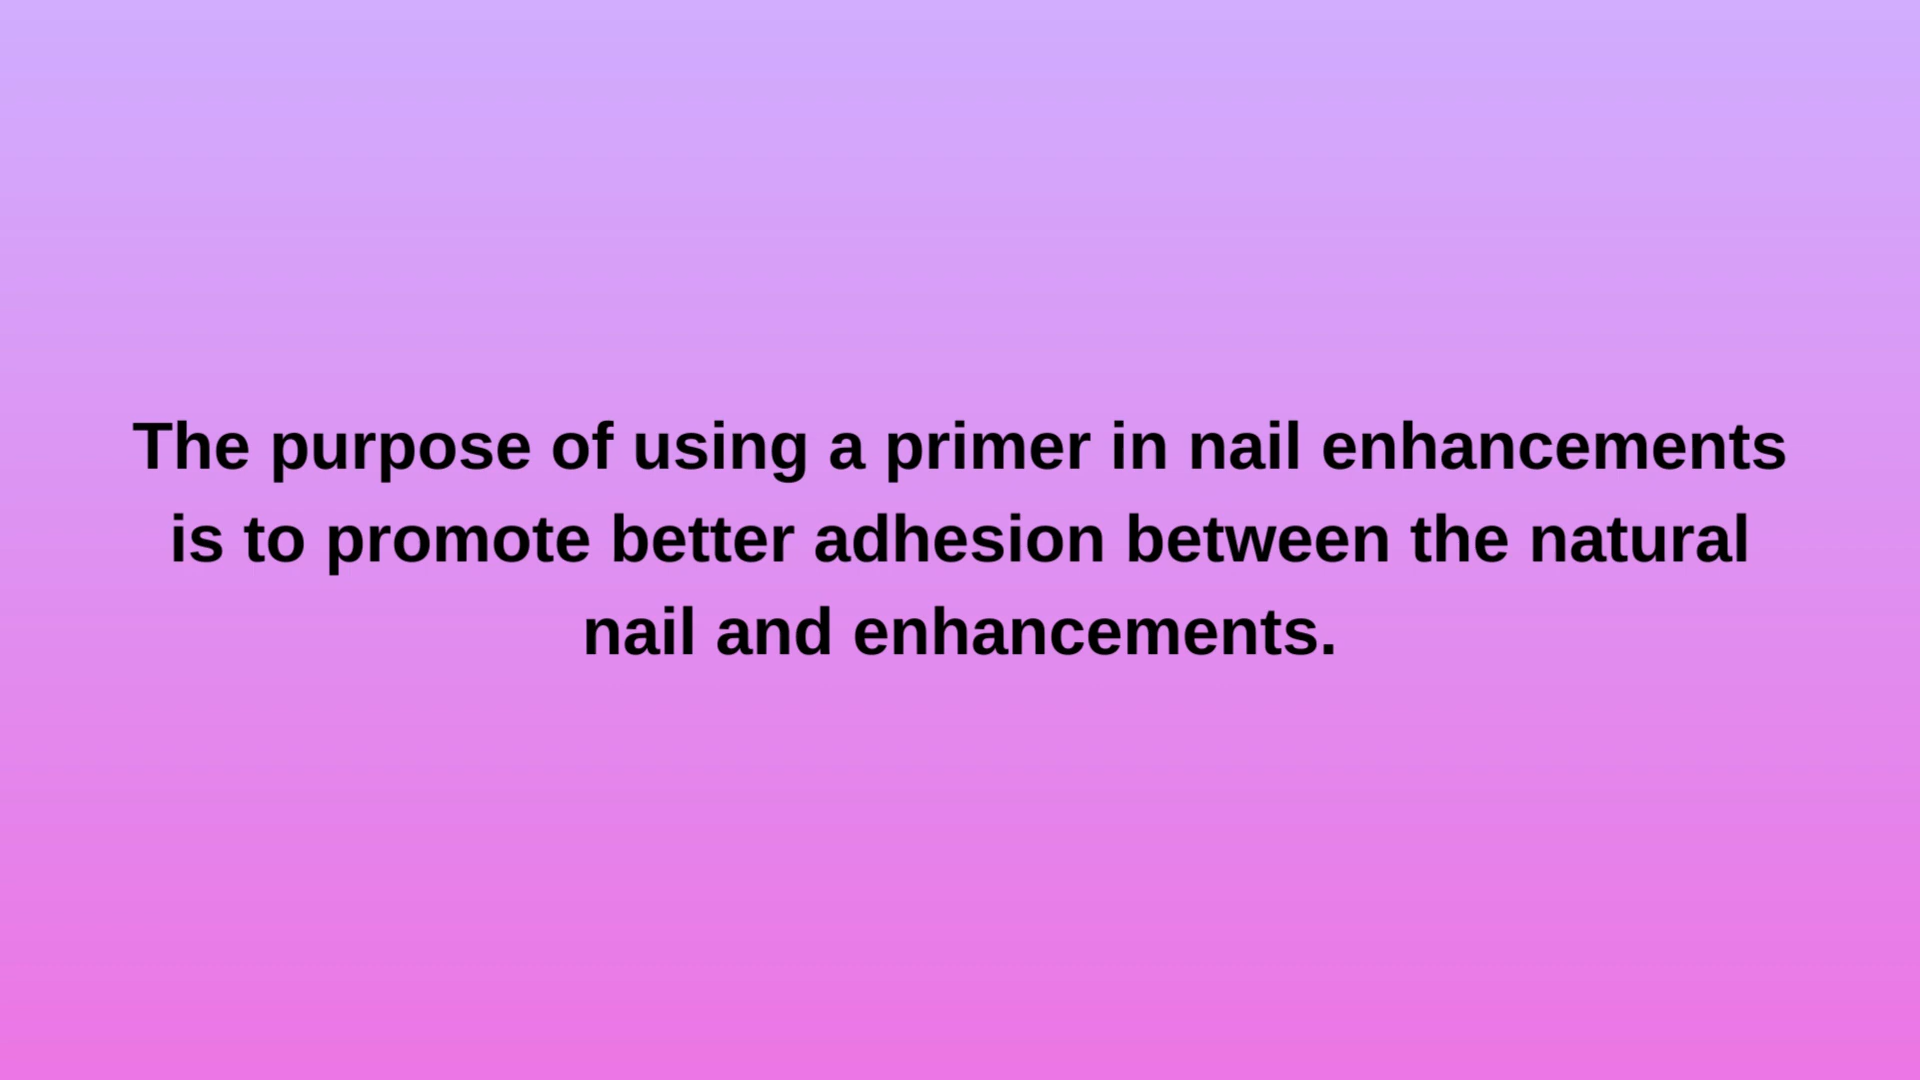 The purpose of using a primer in nail enhancements
is to promote better adhesion between the natural
nail and enhancements.